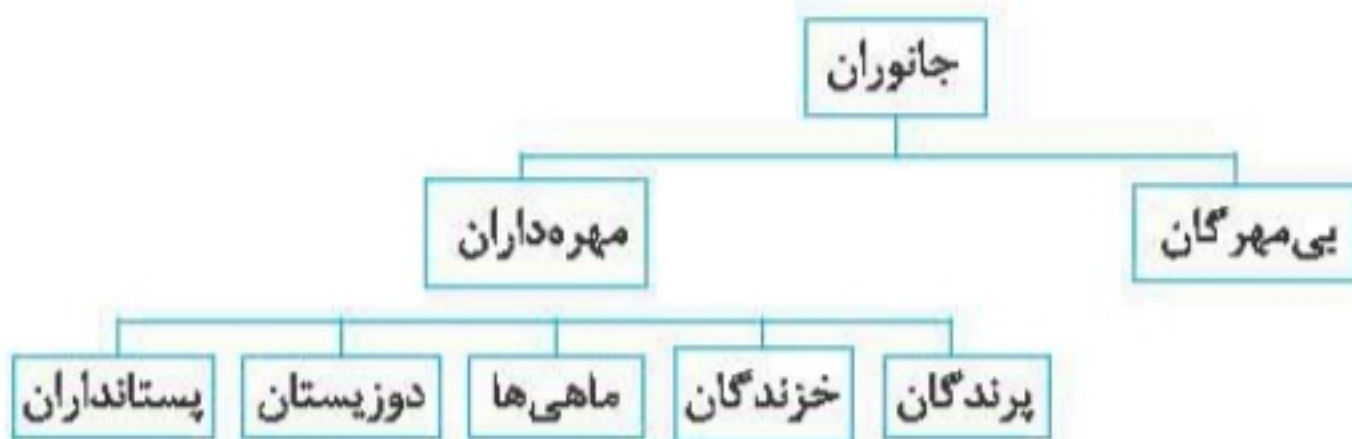 جانوران
بی‌مهرگان
مهره‌داران
پرندگان
خزندگان
ماهی‌ها
دوزیستان
پستانداران